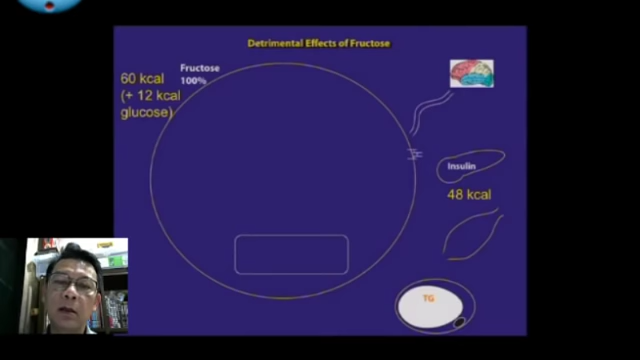 Detrimental Effects of Fructose
Fructose
100%
60 kcal
(+ 12 kcal
glucose)
Insulin
48 kcal
TG